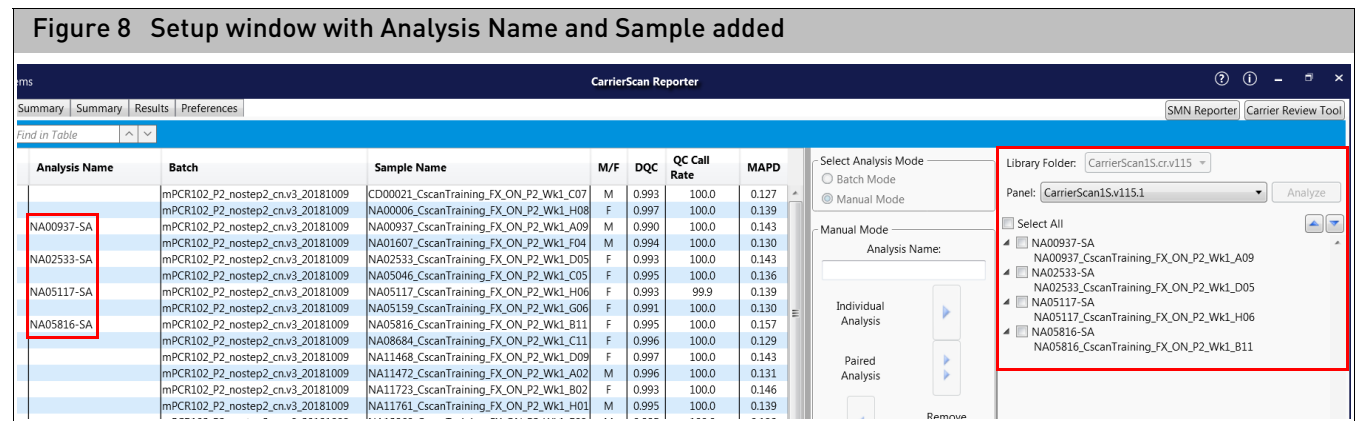 Figure 8 Setup window with Analysis Name and Sample added
ems CarrierScan Reporter
Summary Summary Results Preferences SMN Reporter Carrier Review Tool
Find in Table
Analysis Name Batch Sample Name M/F DQC QC Call Rate MAPD
mPCR102_P2_nostep2_cn.v3_20181009 CD00021_CscanTraining_FX_ON_P2_Wk1_C07 M 0.993 100.0 0.127
mPCR102_P2_nostep2_cn.v3_20181009 NA00006_CscanTraining_FX_ON_P2_Wk1_H08 F 0.997 100.0 0.139
NA00937-SA mPCR102_P2_nostep2_cn.v3_20181009 NA00937_CscanTraining_FX_ON_P2_Wk1_A09 M 0.990 100.0 0.143
mPCR102_P2_nostep2_cn.v3_20181009 NA01607_CscanTraining_FX_ON_P2_Wk1_F04 M 0.994 100.0 0.130
NA02533-SA mPCR102_P2_nostep2_cn.v3_20181009 NA02533_CscanTraining_FX_ON_P2_Wk1_D05 F 0.993 100.0 0.143
mPCR102_P2_nostep2_cn.v3_20181009 NA05046_CscanTraining_FX_ON_P2_Wk1_C05 F 0.995 100.0 0.136
NA05117-SA mPCR102_P2_nostep2_cn.v3_20181009 NA05117_CscanTraining_FX_ON_P2_Wk1_H06 F 0.993 99.9 0.139
mPCR102_P2_nostep2_cn.v3_20181009 NA05159_CscanTraining_FX_ON_P2_Wk1_G06 F 0.991 100.0 0.130
NA05816-SA mPCR102_P2_nostep2_cn.v3_20181009 NA05816_CscanTraining_FX_ON_P2_Wk1_B11 F 0.995 100.0 0.157
mPCR102_P2_nostep2_cn.v3_20181009 NA08684_CscanTraining_FX_ON_P2_Wk1_C11 F 0.996 100.0 0.129
mPCR102_P2_nostep2_cn.v3_20181009 NA11468_CscanTraining_FX_ON_P2_Wk1_D09 F 0.997 100.0 0.143
mPCR102_P2_nostep2_cn.v3_20181009 NA11472_CscanTraining_FX_ON_P2_Wk1_A02 M 0.996 100.0 0.131
mPCR102_P2_nostep2_cn.v3_20181009 NA11723_CscanTraining_FX_ON_P2_Wk1_B02 F 0.993 100.0 0.146
mPCR102_P2_nostep2_cn.v3_20181009 NA11761_CscanTraining_FX_ON_P2_Wk1_H01 M 0.995 100.0 0.139
Select Analysis Mode
Batch Mode
Manual Mode
Manual Mode
Analysis Name:
Individual
Analysis
Paired
Analysis
Remove
Library Folder: CarrierScan1S.cr.v115
Panel: CarrierScan1S.v115.1 Analyze
Select All
NA00937-SA
NA00937_CscanTraining_FX_ON_P2_Wk1_A09
NA02533-SA
NA02533_CscanTraining_FX_ON_P2_Wk1_D05
NA05117-SA
NA05117_CscanTraining_FX_ON_P2_Wk1_H06
NA05816-SA
NA05816_CscanTraining_FX_ON_P2_Wk1_B11